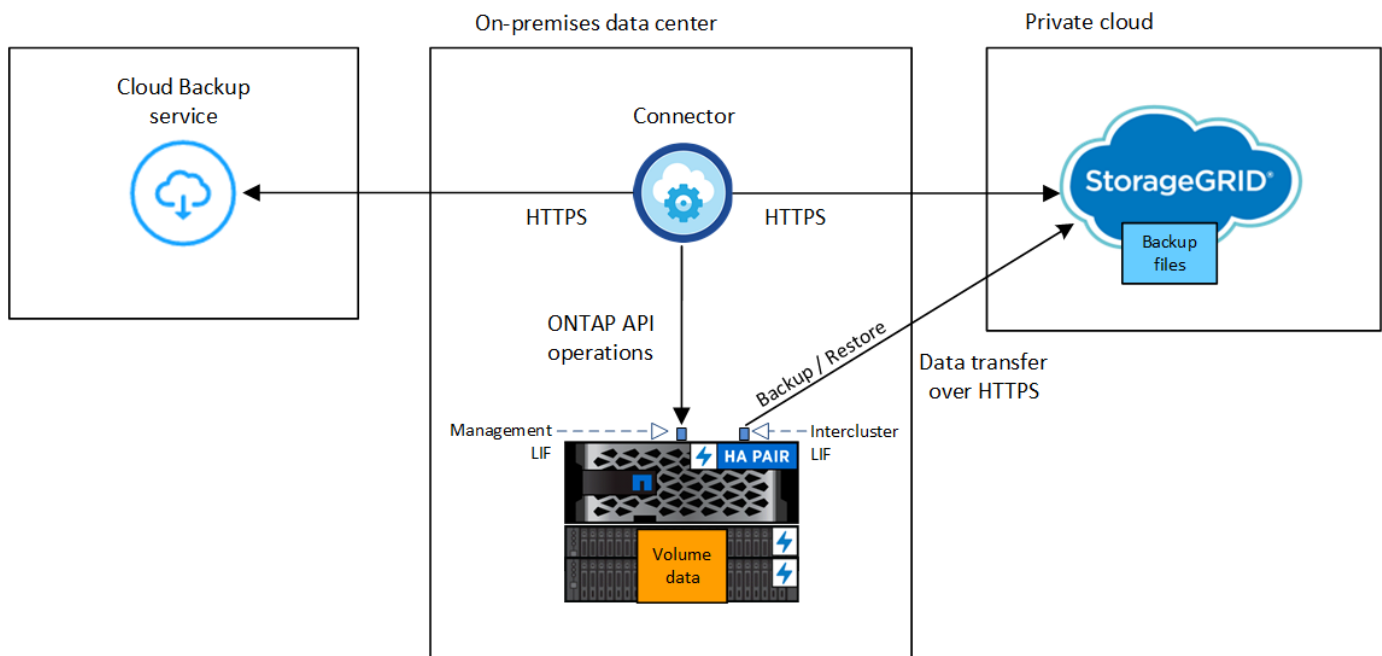 On-premises data center
Private cloud
Cloud Backup
service
Connector
StorageGRID®
Backup
files
HTTPS
HTTPS
ONTAP API
operations
Backup / Restore
Data transfer
over HTTPS
Management
LIF
Intercluster
LIF
HA PAIR
Volume
data